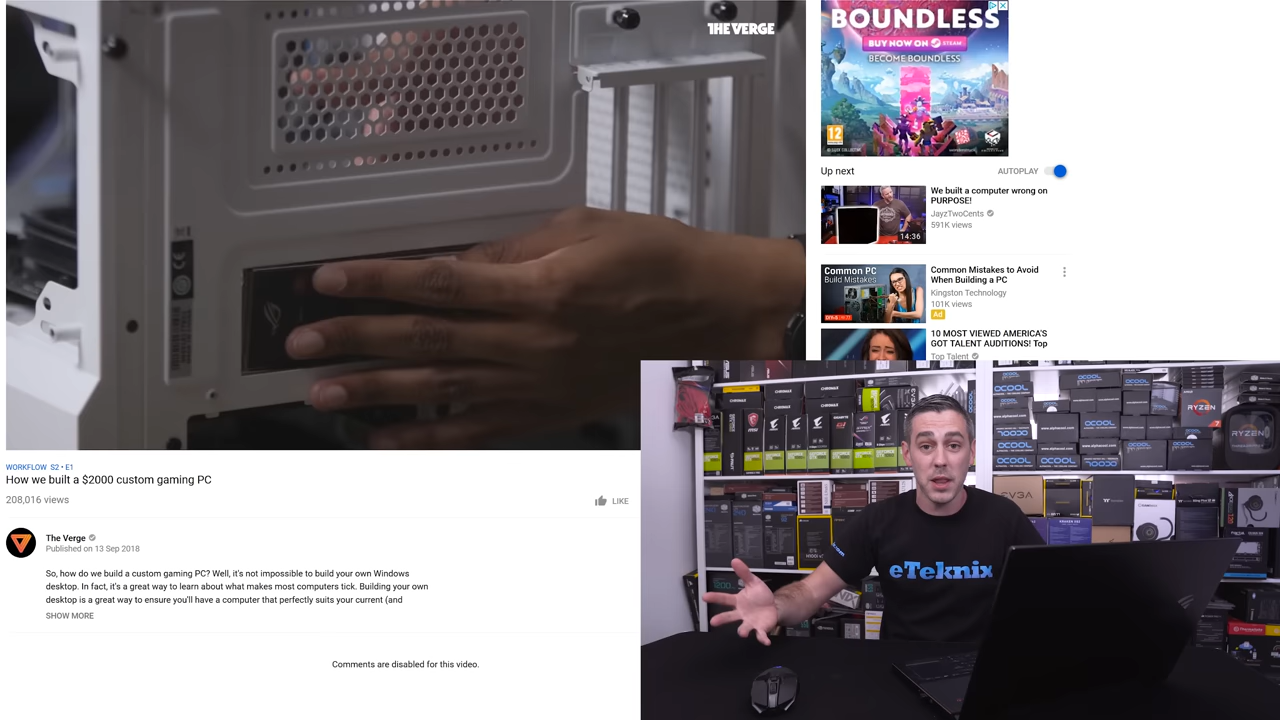 THE VERGE
BOUNDLESS
BUY NOW ON STEAM
BECOME BOUNDLESS
12
Up next
AUTOPLAY
We built a computer wrong on
PURPOSE!
JayzTwoCents
591K views
14:36
Common PC
Build Mistakes
Common Mistakes to Avoid
When Building a PC
Kingston Technology
101K views
Ad
10 MOST VIEWED AMERICA'S
GOT TALENT AUDITIONS! Top
Top Talent
WORKFLOW S2 • E1
How we built a $2000 custom gaming PC
208,016 views
LIKE
The Verge
Published on 13 Sep 2018
So, how do we build a custom gaming PC? Well, it's not impossible to build your own Windows
desktop. In fact, it's a great way to learn about what makes most computers tick. Building your own
desktop is a great way to ensure you'll have a computer that perfectly suits your current (and
SHOW MORE
Comments are disabled for this video.
eTeknix
RYZEN
RYZEN
EVGA